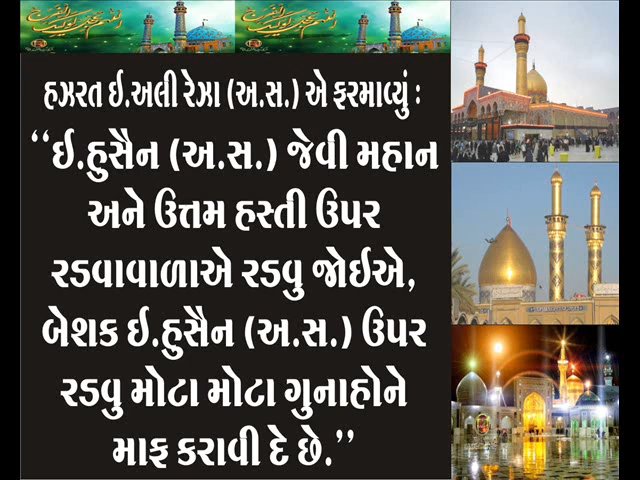 હઝરત ઈ.અલી રેઝા (અ.સ.) એ ફરમાવ્યું :
“ઈ.હુસૈન (અ.સ.) જેવી મહાન
અને ઉત્તમ હસ્તી ઉપર
રડવાવાળાએ રડવુ જોઈએ,
બેશક ઈ.હુસૈન (અ.સ.) ઉપર
રડવુ મોટા મોટા ગુનાહોને
માફ કરાવી દે છે.”